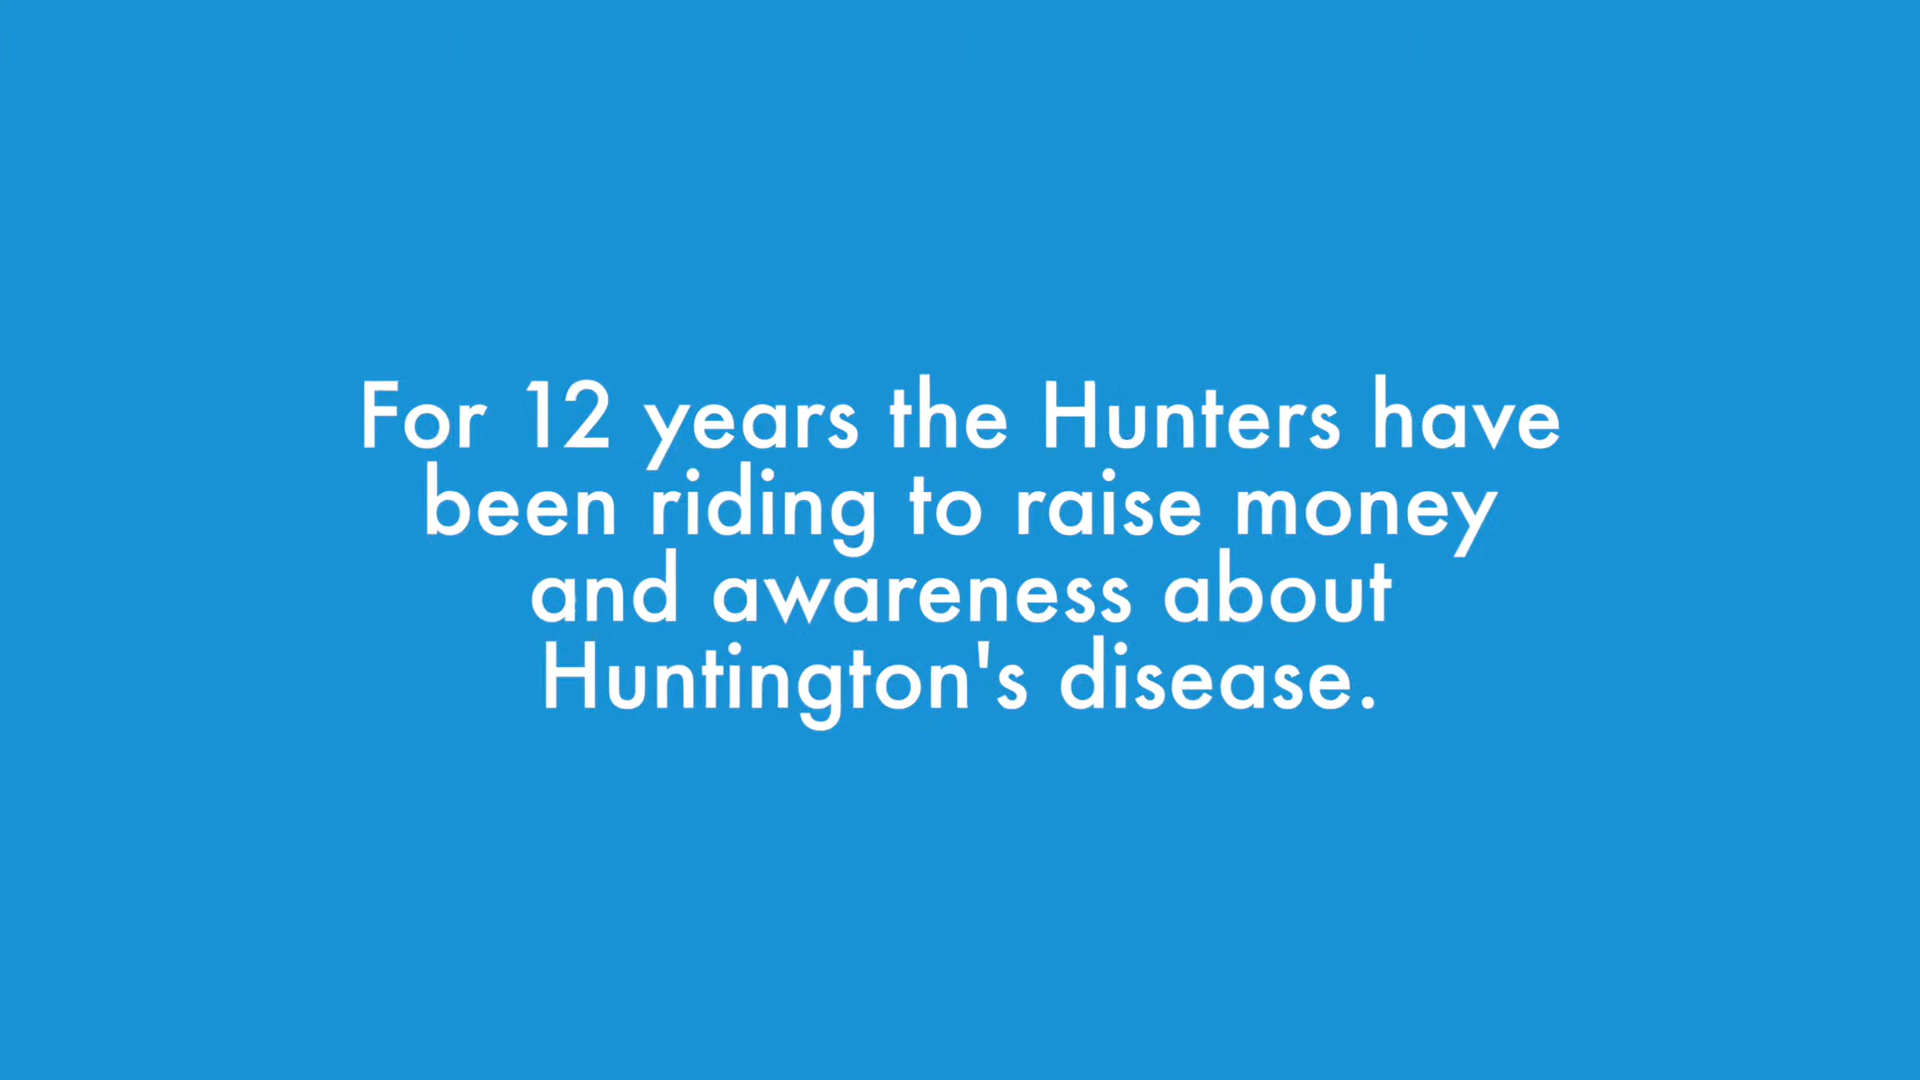 For 12 years the Hunters have
been riding to raise money
and awareness about
Huntington's disease.